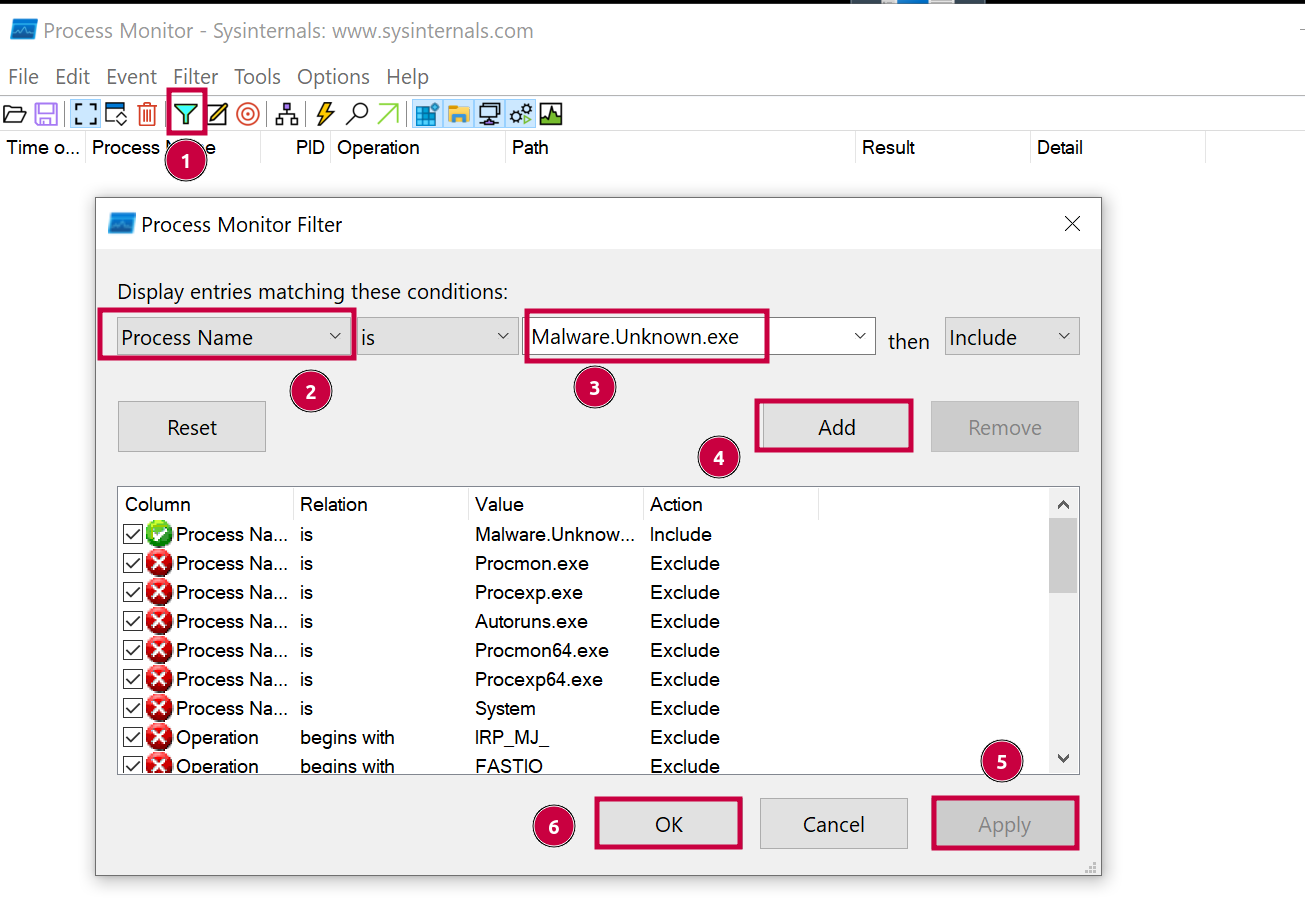 Process Monitor - Sysinternals: www.sysinternals.com
File Edit Event Filter Tools Options Help
Time o... Process Name PID Operation Path Result Detail
1
Process Monitor Filter
Display entries matching these conditions:
Process Name is Malware.Unknown.exe then Include
2 3
Reset Add Remove
4
Column Relation Value Action
Process Na... is Malware.Unknow... Include
Process Na... is Procmon.exe Exclude
Process Na... is Procexp.exe Exclude
Process Na... is Autoruns.exe Exclude
Process Na... is Procmon64.exe Exclude
Process Na... is Procexp64.exe Exclude
Process Na... is System Exclude
Operation begins with IRP_MJ_ Exclude
Operation begins with FASTIO Exclude
5
6 OK Cancel Apply